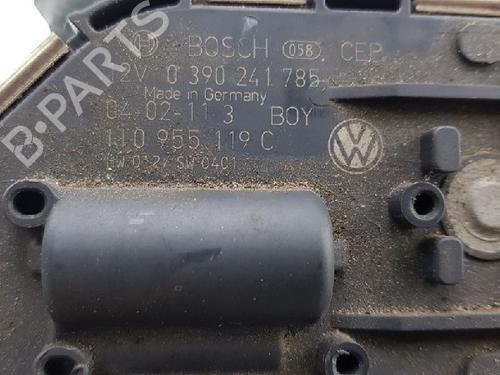 BOSCH 058 CEP
12V 0 390 241 785
Made in Germany
04-02-11 3 BOY
1T0 955 119 C
HW 032 SW 0401
B-PARTS